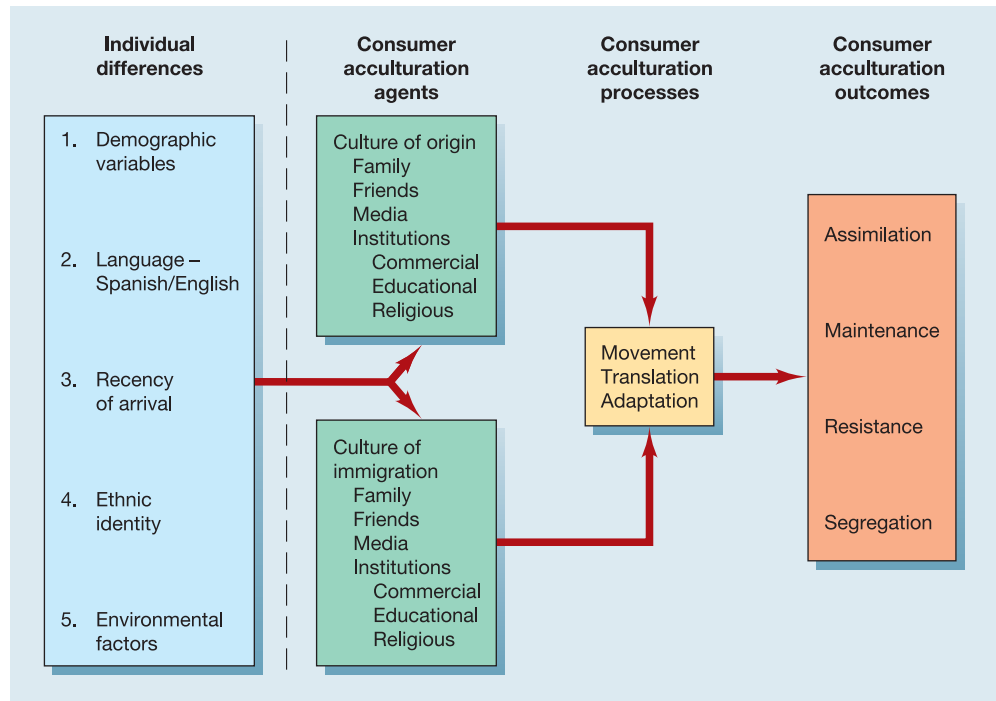 Individual
differences
Consumer
acculturation
agents
Consumer
acculturation
processes
Consumer
acculturation
outcomes
1. Demographic
variables
2. Language –
Spanish/English
3. Recency
of arrival
4. Ethnic
identity
5. Environmental
factors
Culture of origin
Family
Friends
Media
Institutions
Commercial
Educational
Religious
Culture of
immigration
Family
Friends
Media
Institutions
Commercial
Educational
Religious
Movement
Translation
Adaptation
Assimilation
Maintenance
Resistance
Segregation